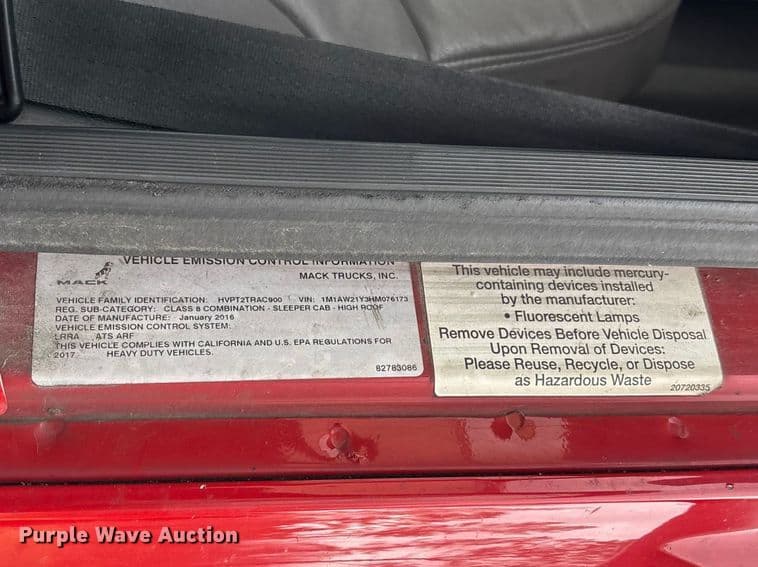 VEHICLE EMISSION CONTROL INFORMATION
MACK
MACK TRUCKS, INC.
VEHICLE FAMILY IDENTIFICATION: HVPT2TRAC900 VIN: 1M1AW21Y3HM076173
REG. SUB-CATEGORY: CLASS 8 COMBINATION - SLEEPER CAB - HIGH ROOF
DATE OF MANUFACTURE: January 2016
VEHICLE EMISSION CONTROL SYSTEM:
LRRA ATS ARF
THIS VEHICLE COMPLIES WITH CALIFORNIA AND U.S. EPA REGULATIONS FOR
2017 HEAVY DUTY VEHICLES.
82783086
This vehicle may include mercury-
containing devices installed
by the manufacturer:
• Fluorescent Lamps
Remove Devices Before Vehicle Disposal
Upon Removal of Devices:
Please Reuse, Recycle, or Dispose
as Hazardous Waste
20720335
Purple Wave Auction